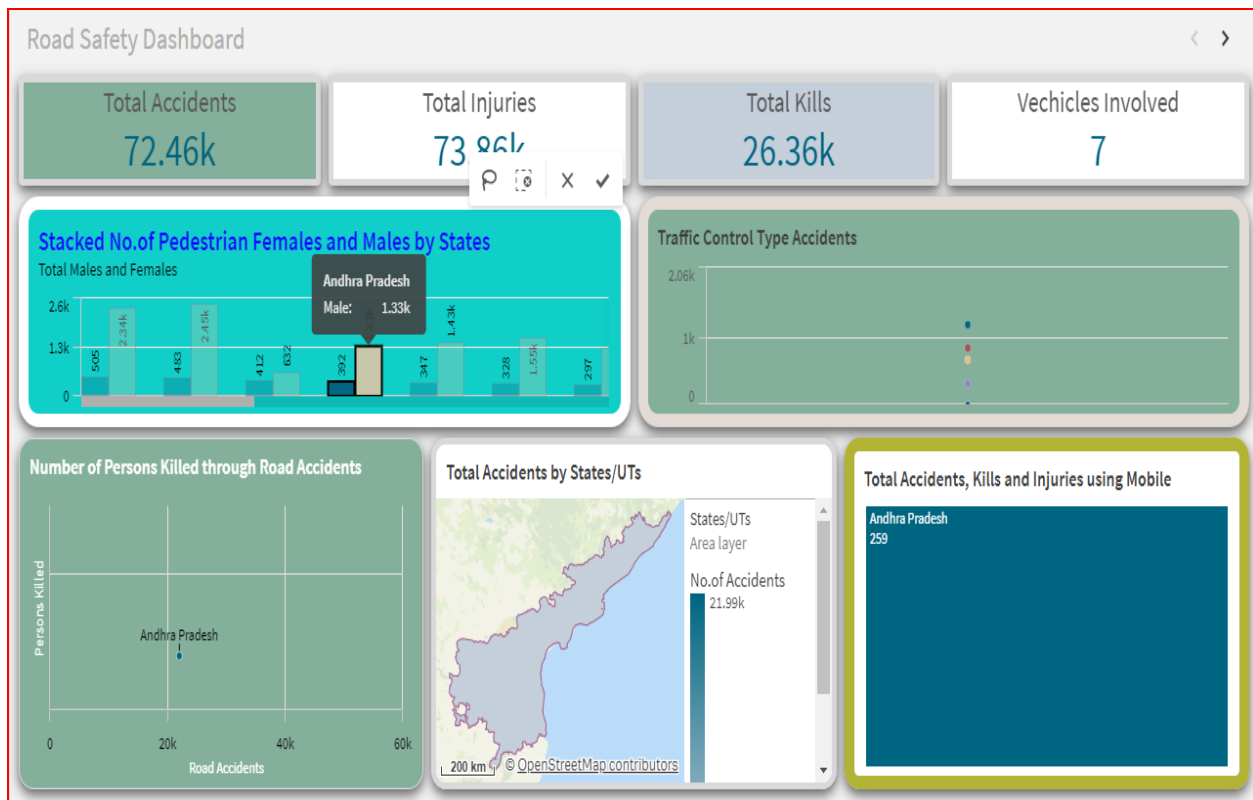 Road Safety Dashboard
Total Accidents
72.46k
Total Injuries
73.86k
Total Kills
26.36k
Vechicles Involved
7
Stacked No.of Pedestrian Females and Males by States
Total Males and Females
Andhra Pradesh
Male: 1.33k
2.6k
1.3k
0
505
2.34k
483
2.45k
412
632
392
347
1.43k
328
1.55k
297
Traffic Control Type Accidents
2.06k
1k
0
Number of Persons Killed through Road Accidents
Persons Killed
Andhra Pradesh
0
20k
40k
60k
Road Accidents
Total Accidents by States/UTs
States/UTs
Area layer
No.of Accidents
21.99k
200 km
© OpenStreetMap contributors
Total Accidents, Kills and Injuries using Mobile
Andhra Pradesh
259